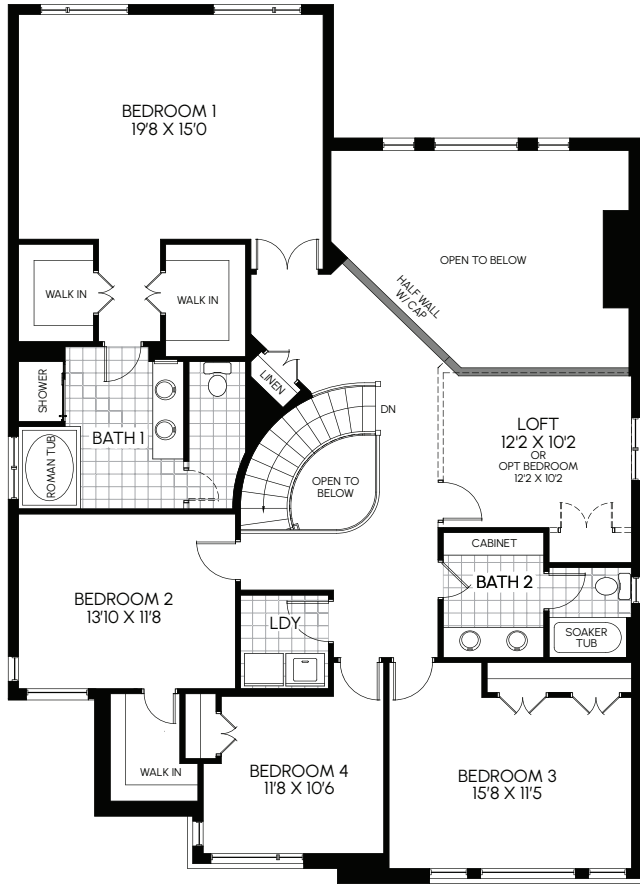 BEDROOM 1
19'8 X 15'0
OPEN TO BELOW
WALK IN
WALK IN
HALF WALL
W/ CAP
LINEN
SHOWER
DN
BATH 1
ROMAN TUB
LOFT
12'2 X 10'2
OR
OPT BEDROOM
12'2 X 10'2
OPEN TO
BELOW
CABINET
BATH 2
BEDROOM 2
13'10 X 11'8
LDY
SOAKER
TUB
WALK IN
BEDROOM 4
11'8 X 10'6
BEDROOM 3
15'8 X 11'5